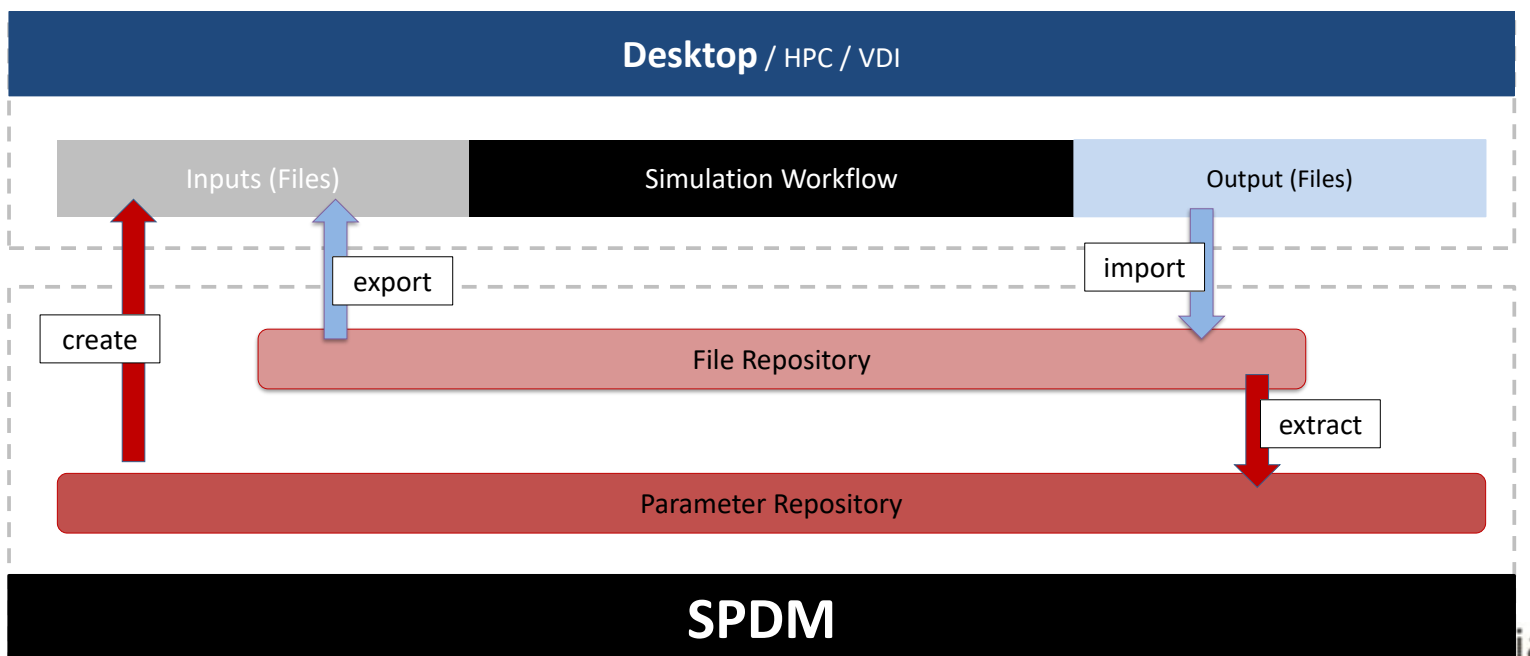 Desktop / HPC / VDI
Inputs (Files)
Simulation Workflow
Output (Files)
export
import
create
File Repository
extract
Parameter Repository
SPDM